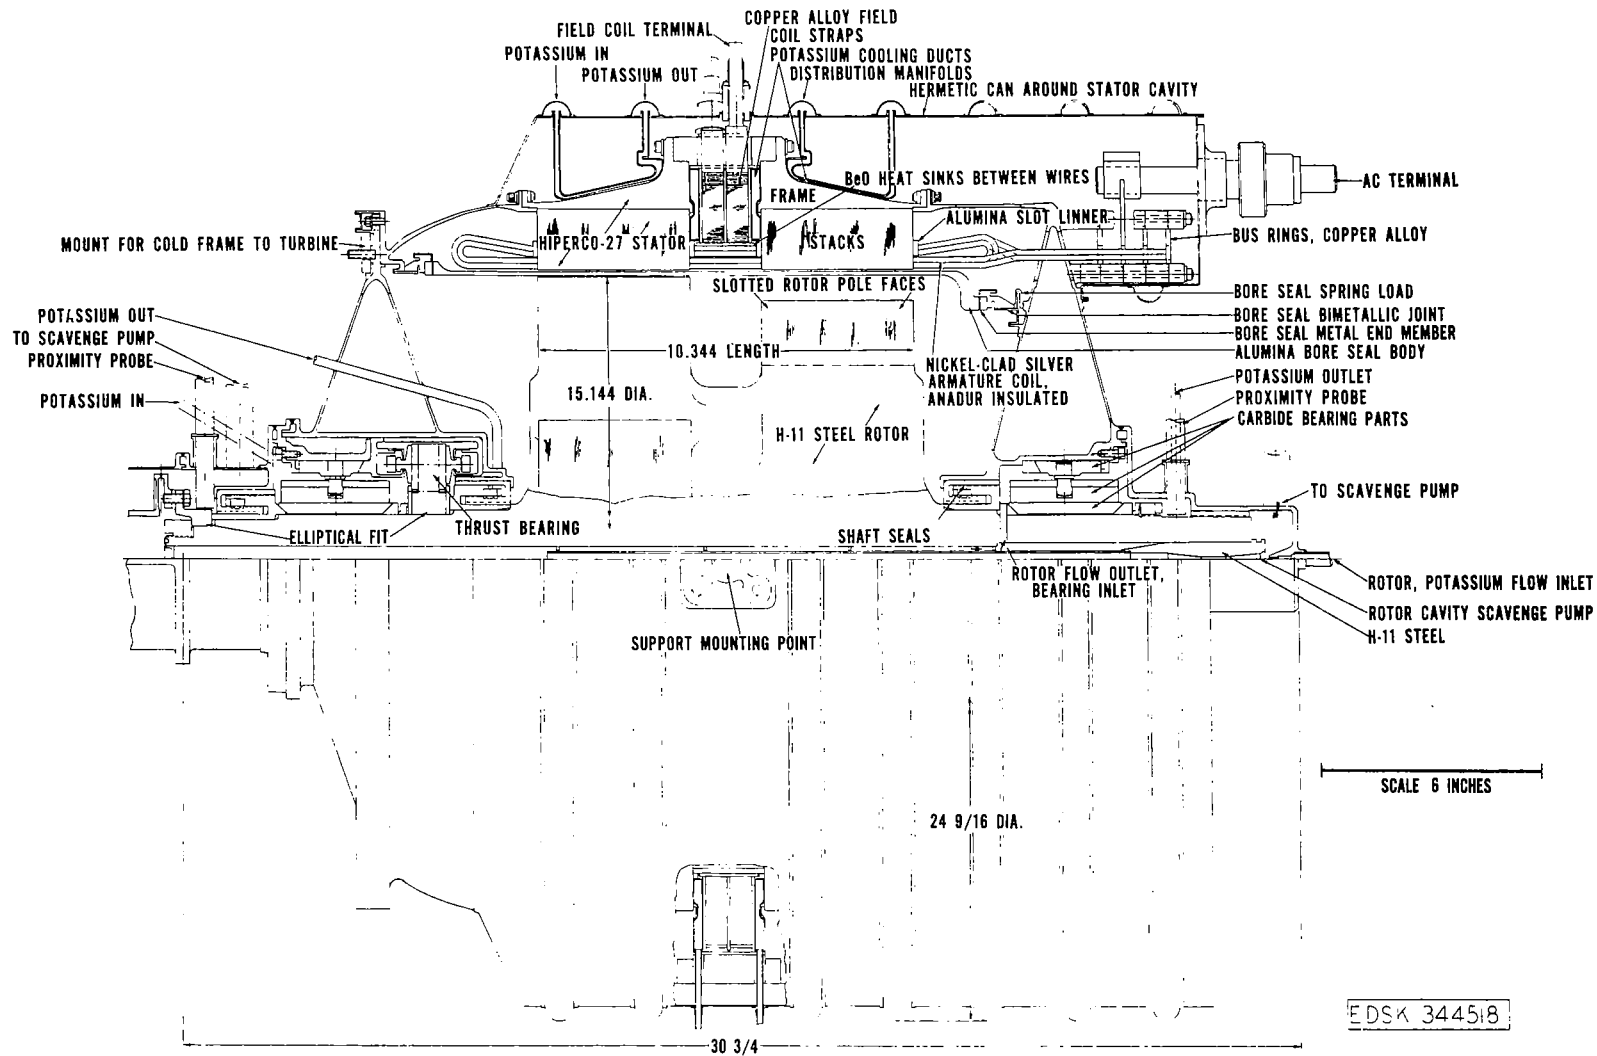 COPPER ALLOY FIELD
COIL STRAPS
FIELD COIL TERMINAL
POTASSIUM IN
POTASSIUM COOLING DUCTS
POTASSIUM OUT
DISTRIBUTION MANIFOLDS
HERMETIC CAN AROUND STATOR CAVITY
BeO HEAT SINKS BETWEEN WIRES
AC TERMINAL
FRAME
ALUMINA SLOT LINNER
MOUNT FOR COLD FRAME TO TURBINE
HIPERCO-27 STATOR
STACKS
BUS RINGS, COPPER ALLOY
SLOTTED ROTOR POLE FACES
BORE SEAL SPRING LOAD
POTASSIUM OUT
BORE SEAL BIMETALLIC JOINT
TO SCAVENGE PUMP
BORE SEAL METAL END MEMBER
PROXIMITY PROBE
10.344 LENGTH
ALUMINA BORE SEAL BODY
NICKEL-CLAD SILVER
ARMATURE COIL,
ANADUR INSULATED
POTASSIUM OUTLET
15.144 DIA.
PROXIMITY PROBE
POTASSIUM IN
CARBIDE BEARING PARTS
H-11 STEEL ROTOR
TO SCAVENGE PUMP
THRUST BEARING
ELLIPTICAL FIT
SHAFT SEALS
ROTOR FLOW OUTLET,
BEARING INLET
ROTOR, POTASSIUM FLOW INLET
ROTOR CAVITY SCAVENGE PUMP
H-11 STEEL
SUPPORT MOUNTING POINT
SCALE 6 INCHES
24 9/16 DIA.
EDSK 344518
30 3/4